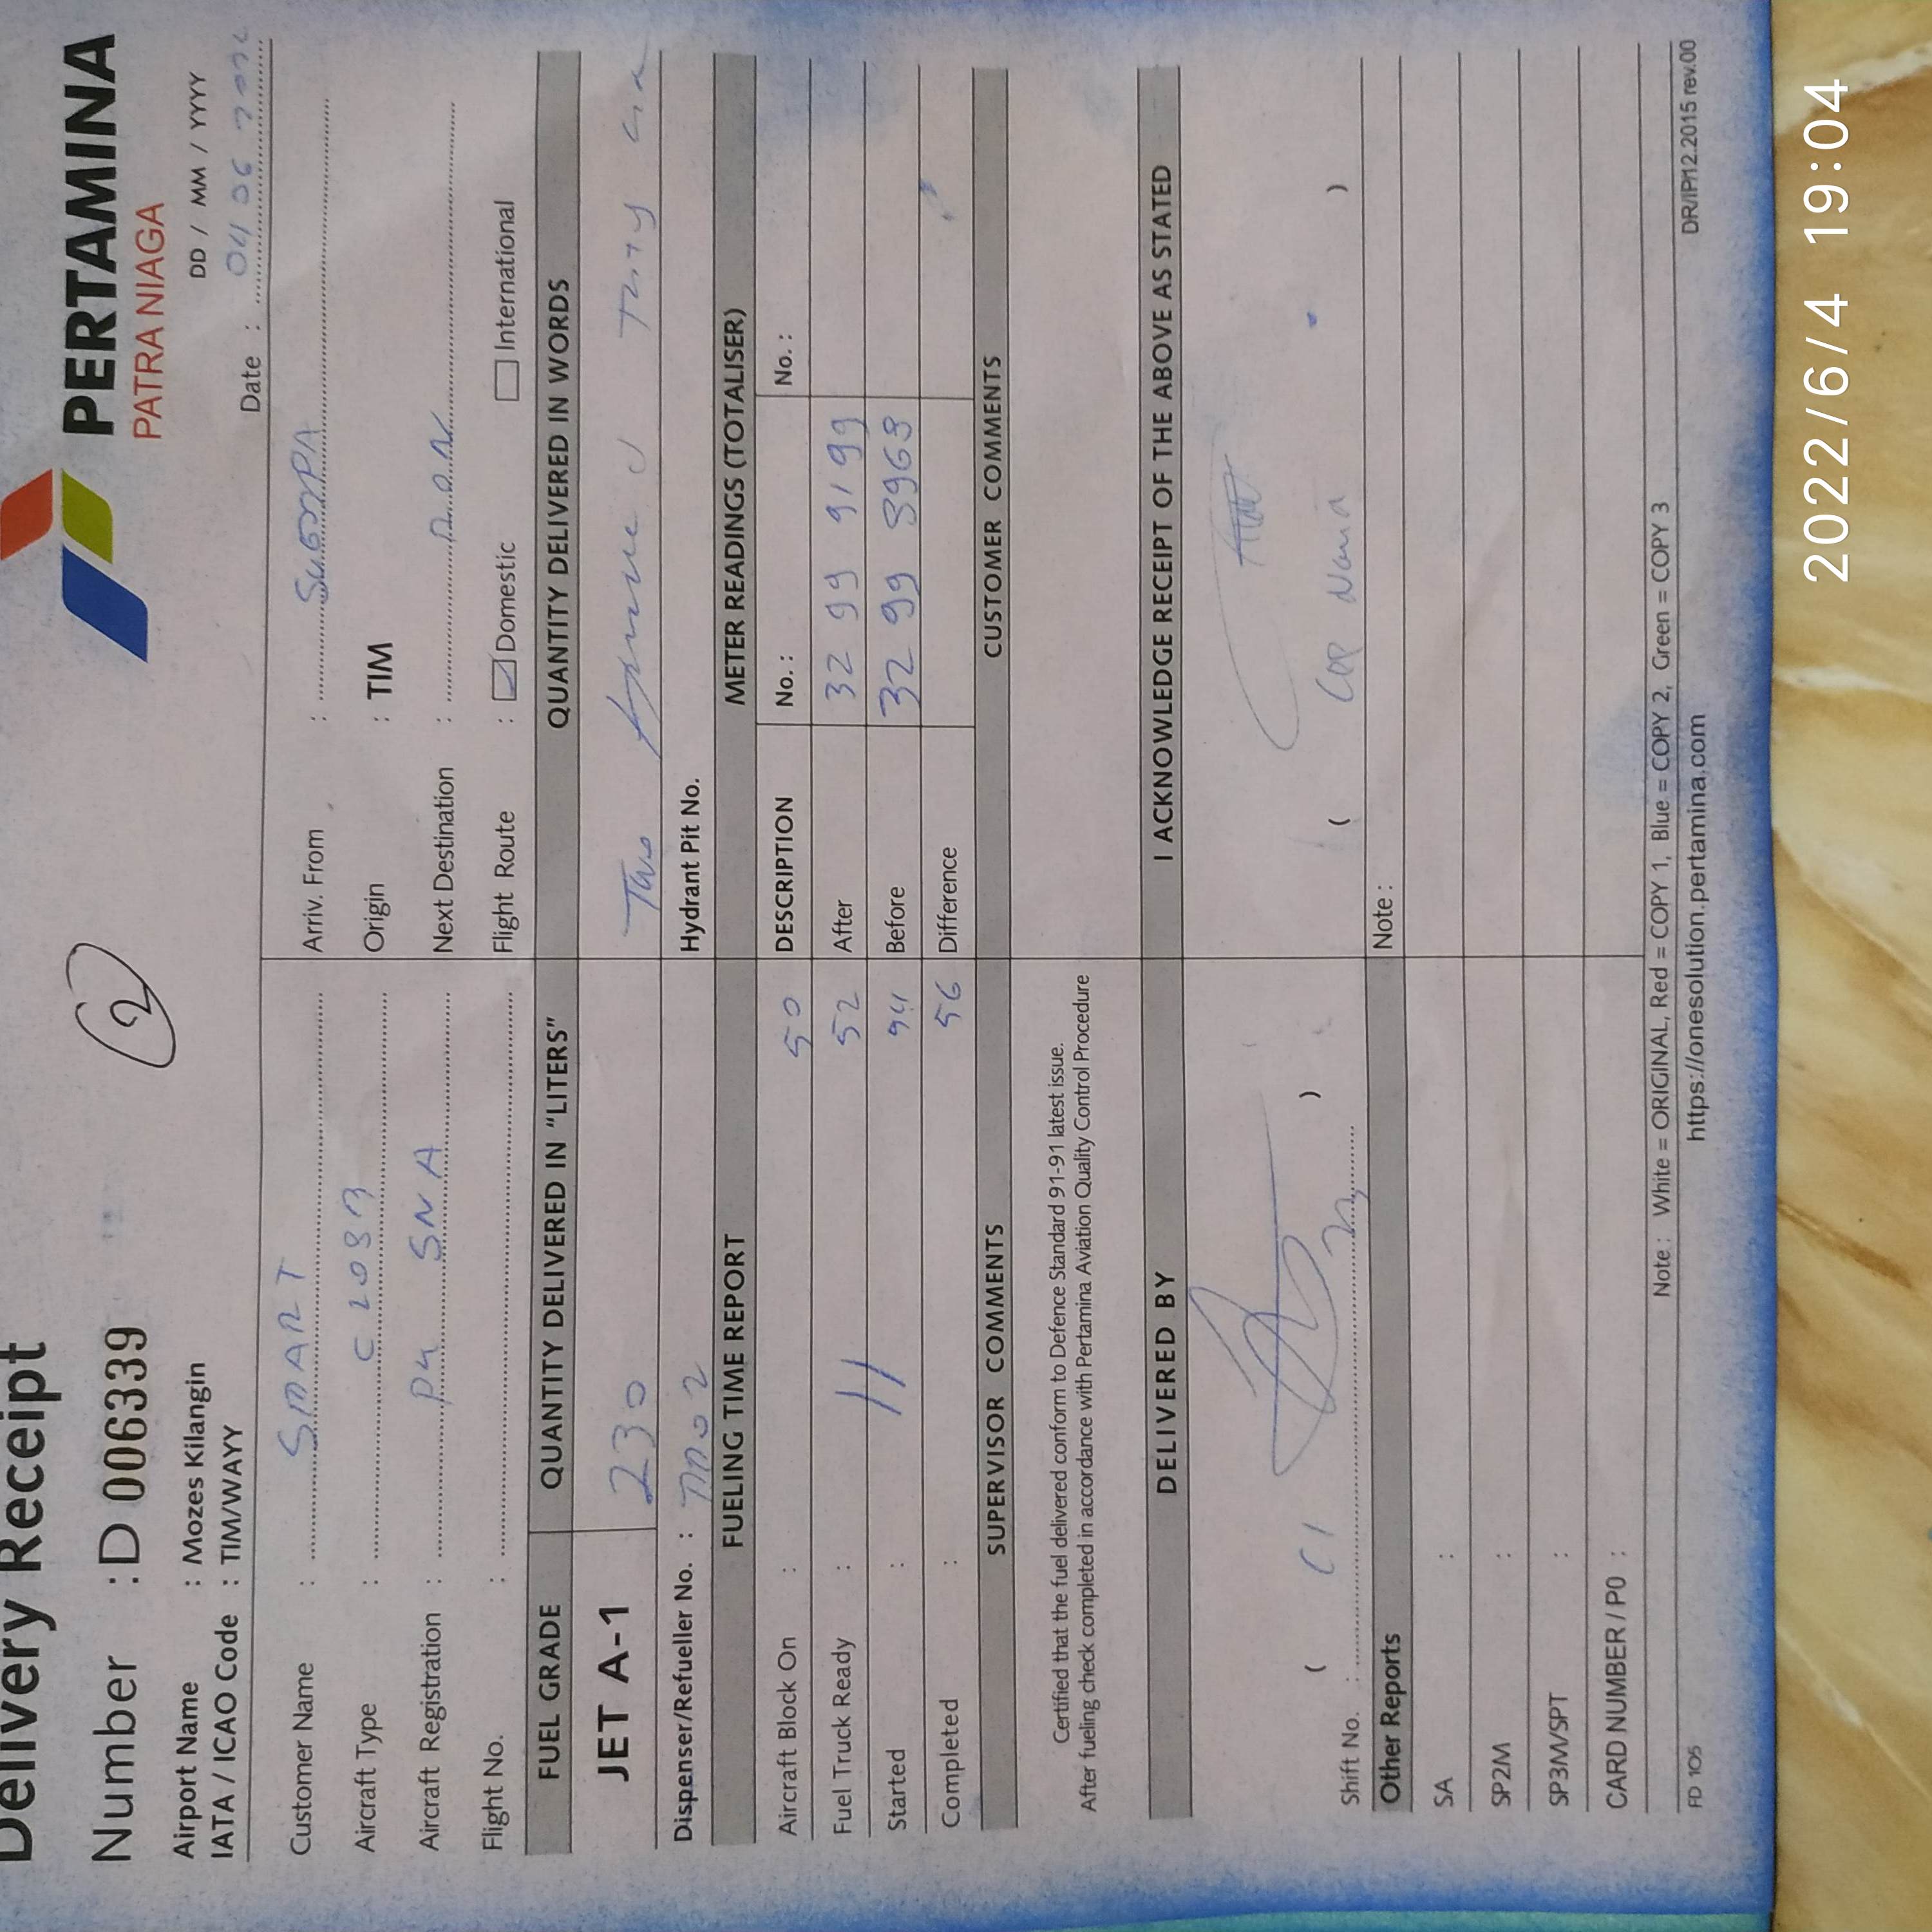 Delivery Receipt
PERTAMINA
PATRA NIAGA
Number : D 006339
2
Airport Name : Mozes Kilangin
IATA / ICAO Code : TIM/WAYY
DD / MM / YYYY
Date : 04 06 2022
Customer Name : SMART
Arriv. From :
Aircraft Type : C 208B
Origin : TIM
Aircraft Registration : PK SNA
Next Destination :
Flight No. :
Flight Route : Domestic International
FUEL GRADE QUANTITY DELIVERED IN "LITERS" QUANTITY DELIVERED IN WORDS
JET A-1 230 Two
Dispenser/Refueller No. : Hydrant Pit No.
FUELING TIME REPORT METER READINGS (TOTALISER)
Aircraft Block On : 50 DESCRIPTION No. : No. :
Fuel Truck Ready : 11 52 After 32 99 9199
Started : 54 Before 32 99 8969
Completed : 56 Difference
SUPERVISOR COMMENTS CUSTOMER COMMENTS
Certified that the fuel delivered conform to Defence Standard 91-91 latest issue.
After fueling check completed in accordance with Pertamina Aviation Quality Control Procedure
DELIVERED BY I ACKNOWLEDGE RECEIPT OF THE ABOVE AS STATED
( ) ( )
Shift No. :
Other Reports Note :
SA :
SP2M :
SP3M/SPT :
CARD NUMBER / P0 :
Note : White = ORIGINAL, Red = COPY 1, Blue = COPY 2, Green = COPY 3
FD 105 https://onesolution.pertamina.com DR/IP/12.2015 rev.00
2022/6/4 19:04